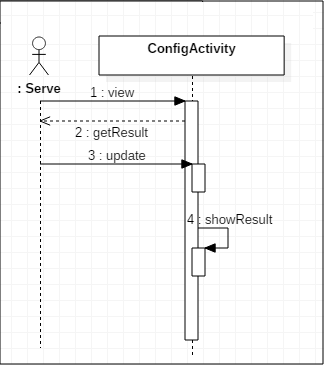 ConfigActivity
: Serve
1 : view
2 : getResult
3 : update
4 : showResult